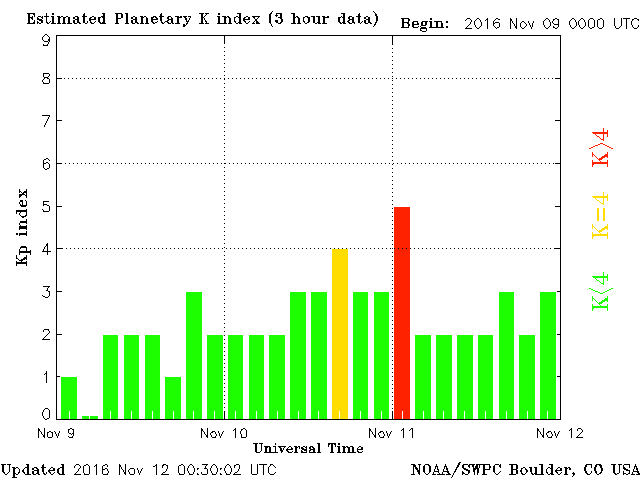 Estimated Planetary K index (3 hour data)
Begin: 2016 Nov 09 0000 UTC
9
8
7
6
5
4
3
2
1
0
Kp index
K>4
K=4
K<4
Nov 9 Nov 10 Nov 11 Nov 12
Universal Time
Updated 2016 Nov 12 00:30:02 UTC
NOAA/SWPC Boulder, CO USA